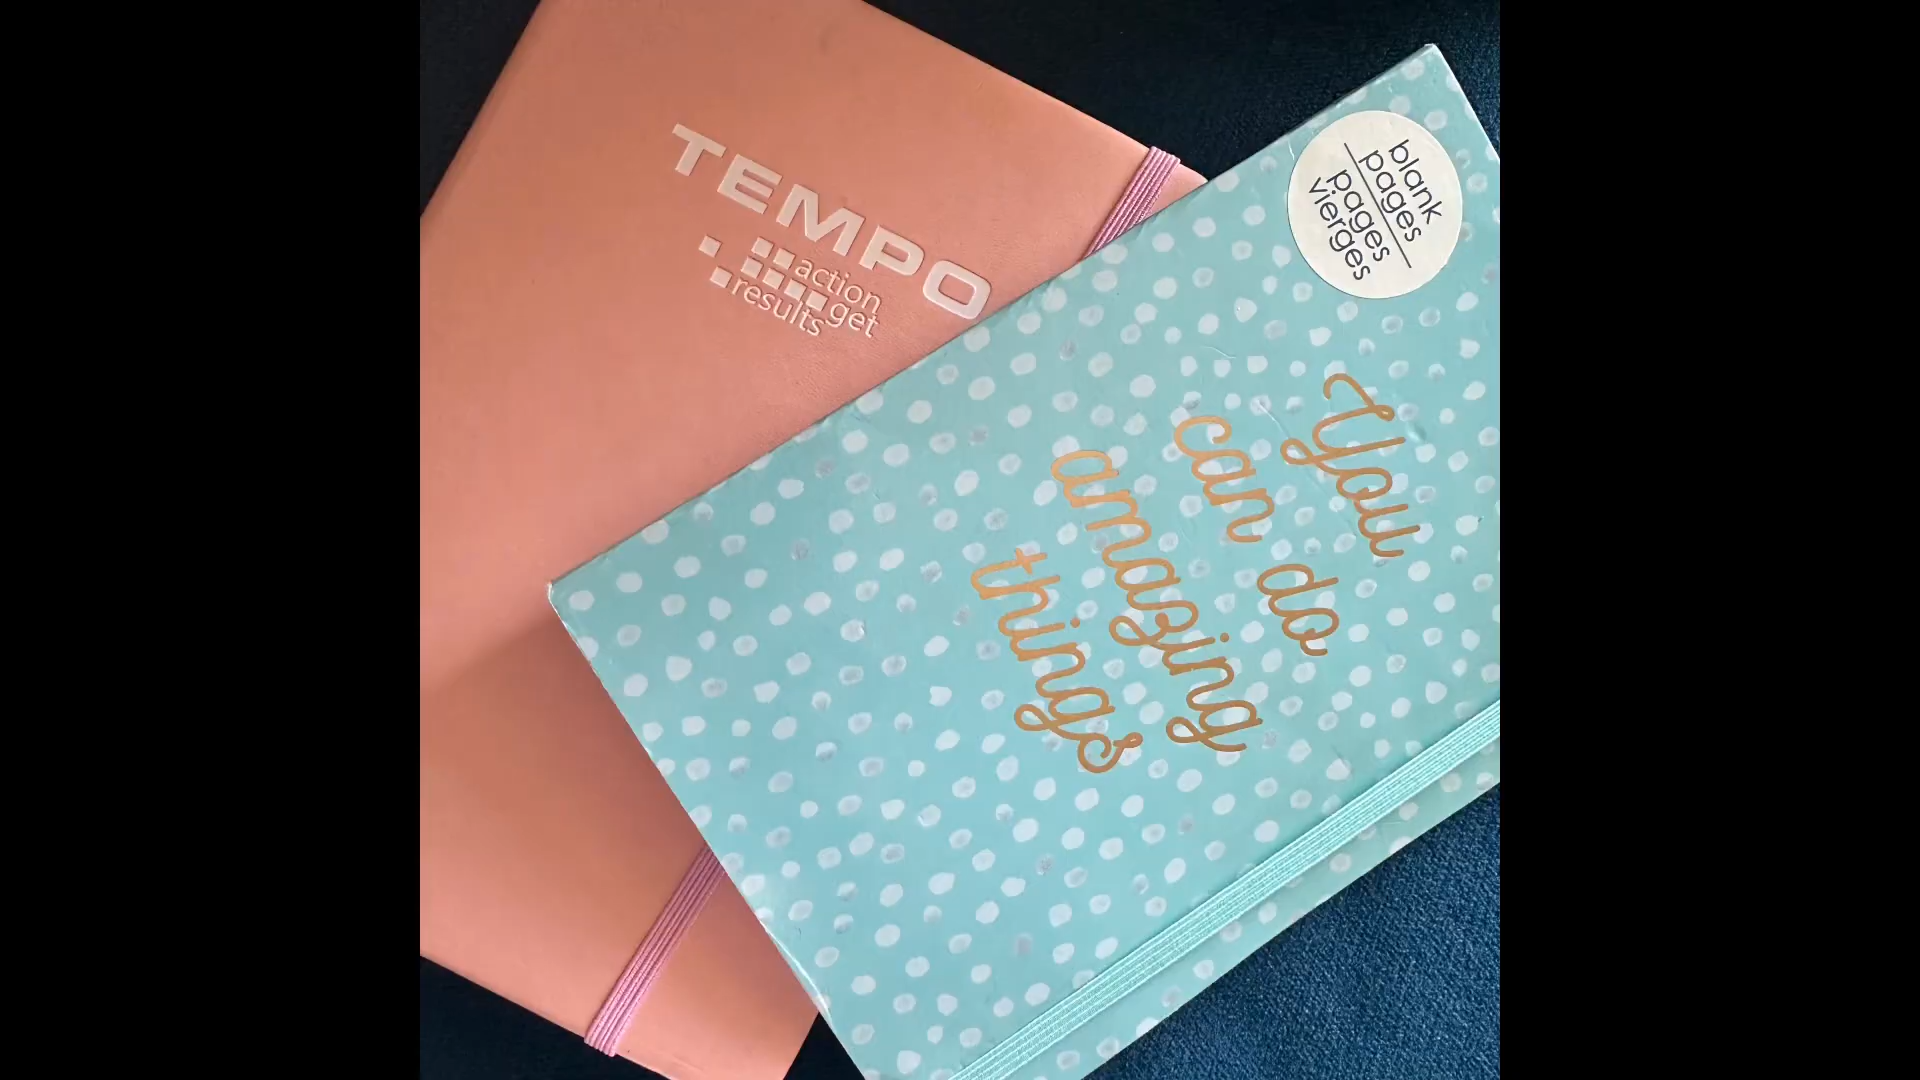 TEMPO
action
get
results
blank
pages
pages
vierges
You
can do
amazing
things